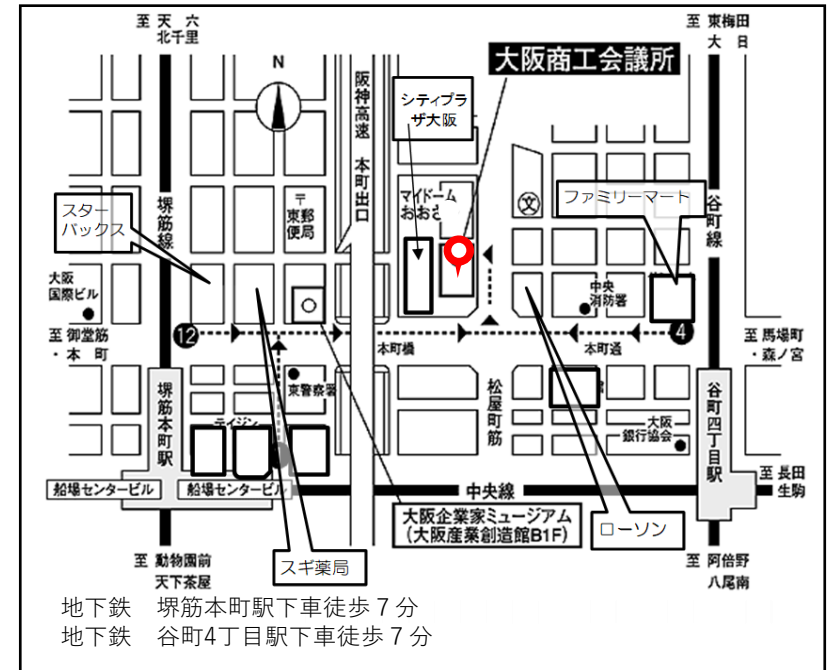 至 天 六
北千里
至 東梅田
大 日
大阪商工会議所
N
阪神高速 本町出口
シティプラ
ザ大阪
スター
バックス
堺筋線
〒
東郵
便局
マイドーム
おおさ
文
ファミリーマート
谷町線
大阪
国際ビル
中央
消防署
至 御堂筋
・本 町
12
本町橋
本町通
4
至 馬場町
・森ノ宮
堺筋本町駅
東警察署
松屋町筋
谷町四丁目駅
テイジン
大阪
銀行協会
船場センタービル
船場センタービル
中央線
至 長田
生駒
大阪企業家ミュージアム
(大阪産業創造館B1F)
ローソン
スギ薬局
至 動物園前
天下茶屋
至 阿倍野
八尾南
地下鉄 堺筋本町駅下車徒歩7分
地下鉄 谷町4丁目駅下車徒歩7分